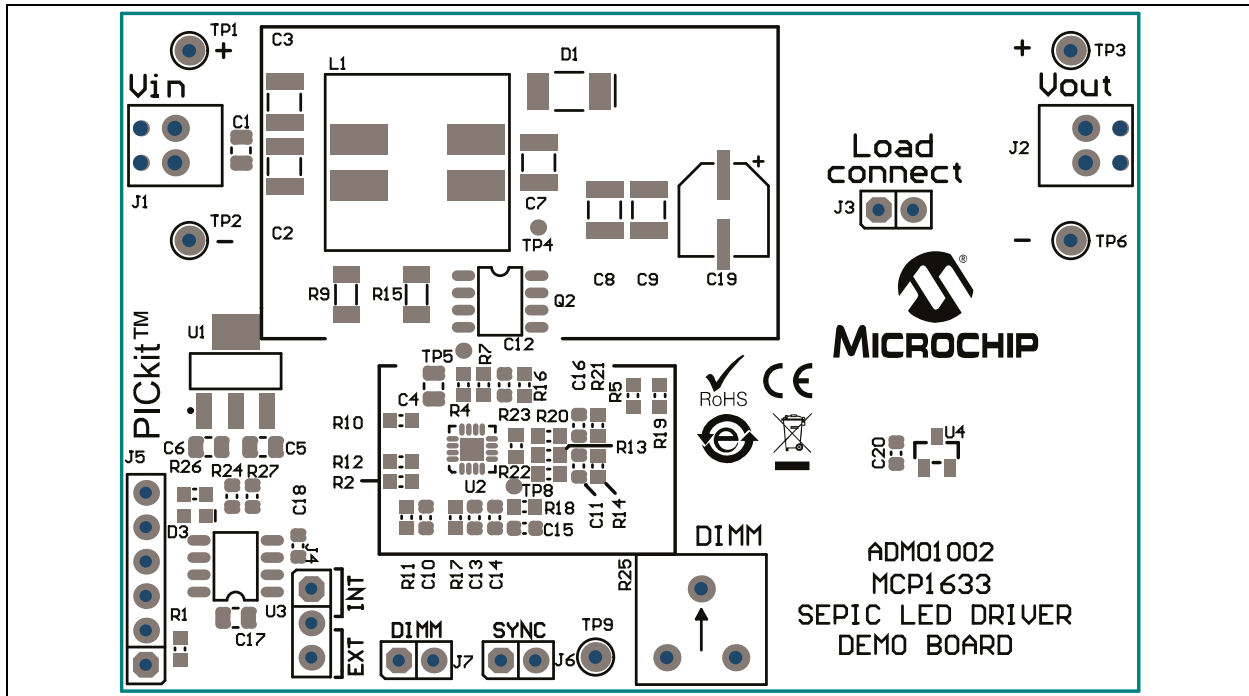 TP1
+
C3
L1
D1
+
TP3
Vin
Vout
C1
J1
J2
Load
connect
J3
+
C7
TP2
-
C2
TP4
-
TP6
R9
R15
Q2
C8
C9
C19
®
MICROCHIP
PICkit™
U1
C12
TP5
R7
R16
C16
R21
R5
R19
RoHS
CE
e
C4
R4
R23
R20
R10
R13
C6
C5
R12
R2
R22
U2
TP8
R26
R24
R27
J5
C18
R18
C15
C11
R14
C20
U4
D3
J4
R11
C10
R17
C13
C14
R25
DIMM
ADM01002
MCP1633
SEPIC LED DRIVER
DEMO BOARD
R1
C17
U3
INT
EXT
DIMM
J7
SYNC
J6
TP9